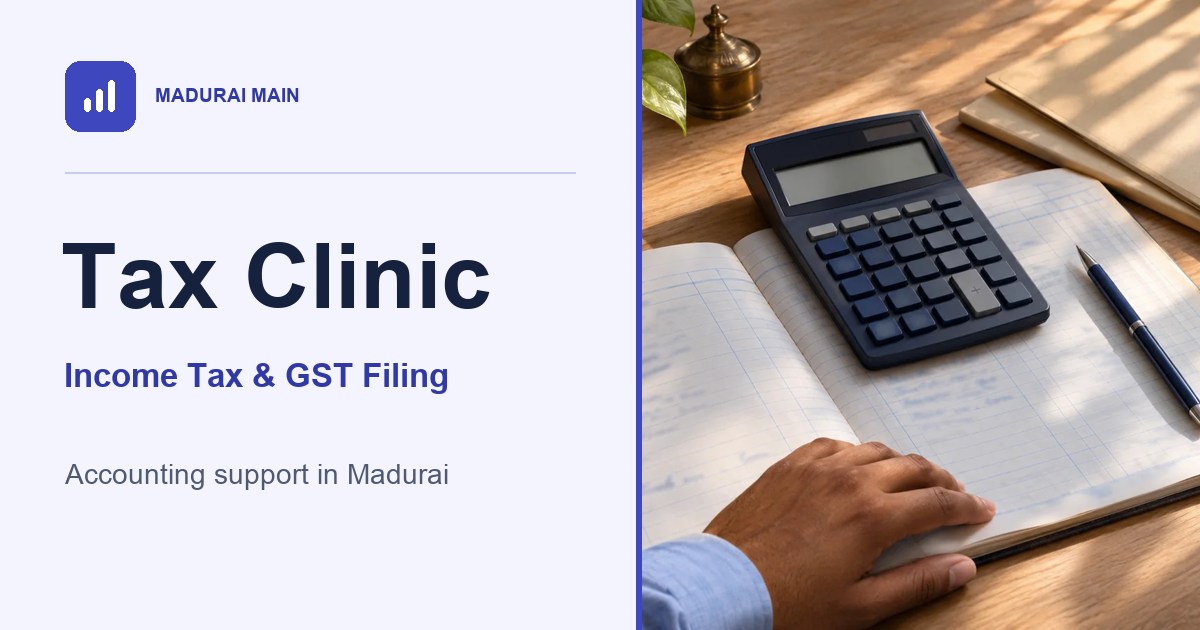 MADURAI MAIN
Tax Clinic
Income Tax & GST Filing
Accounting support in Madurai